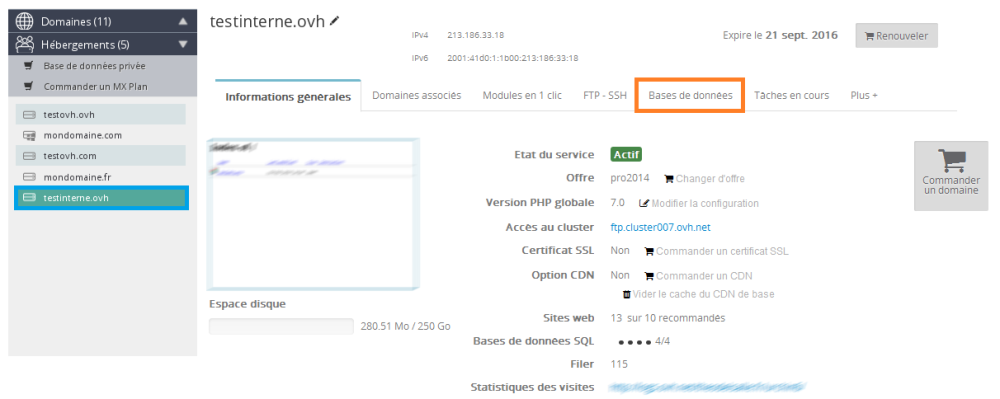 Domaines (11)
Hébergements (5)
Base de données privée
Commander un MX Plan
testovh.ovh
mondomaine.com
testovh.com
mondomaine.fr
testinterne.ovh
testinterne.ovh
IPv4 213.186.33.18
IPv6 2001:41d0:1:1b00:213:186:33:18
Expire le 21 sept. 2016
Renouveler
Informations générales Domaines associés Modules en 1 clic FTP - SSH Bases de données Tâches en cours Plus +
Espace disque
280.51 Mo / 250 Go
Etat du service Actif
Offre pro2014 Changer d'offre
Version PHP globale 7.0 Modifier la configuration
Accès au cluster ftp.cluster007.ovh.net
Certificat SSL Non Commander un certificat SSL
Option CDN Non Commander un CDN
Vider le cache du CDN de base
Sites web 13 sur 10 recommandés
Bases de données SQL 4/4
Filer 115
Statistiques des visites
Commander
un domaine